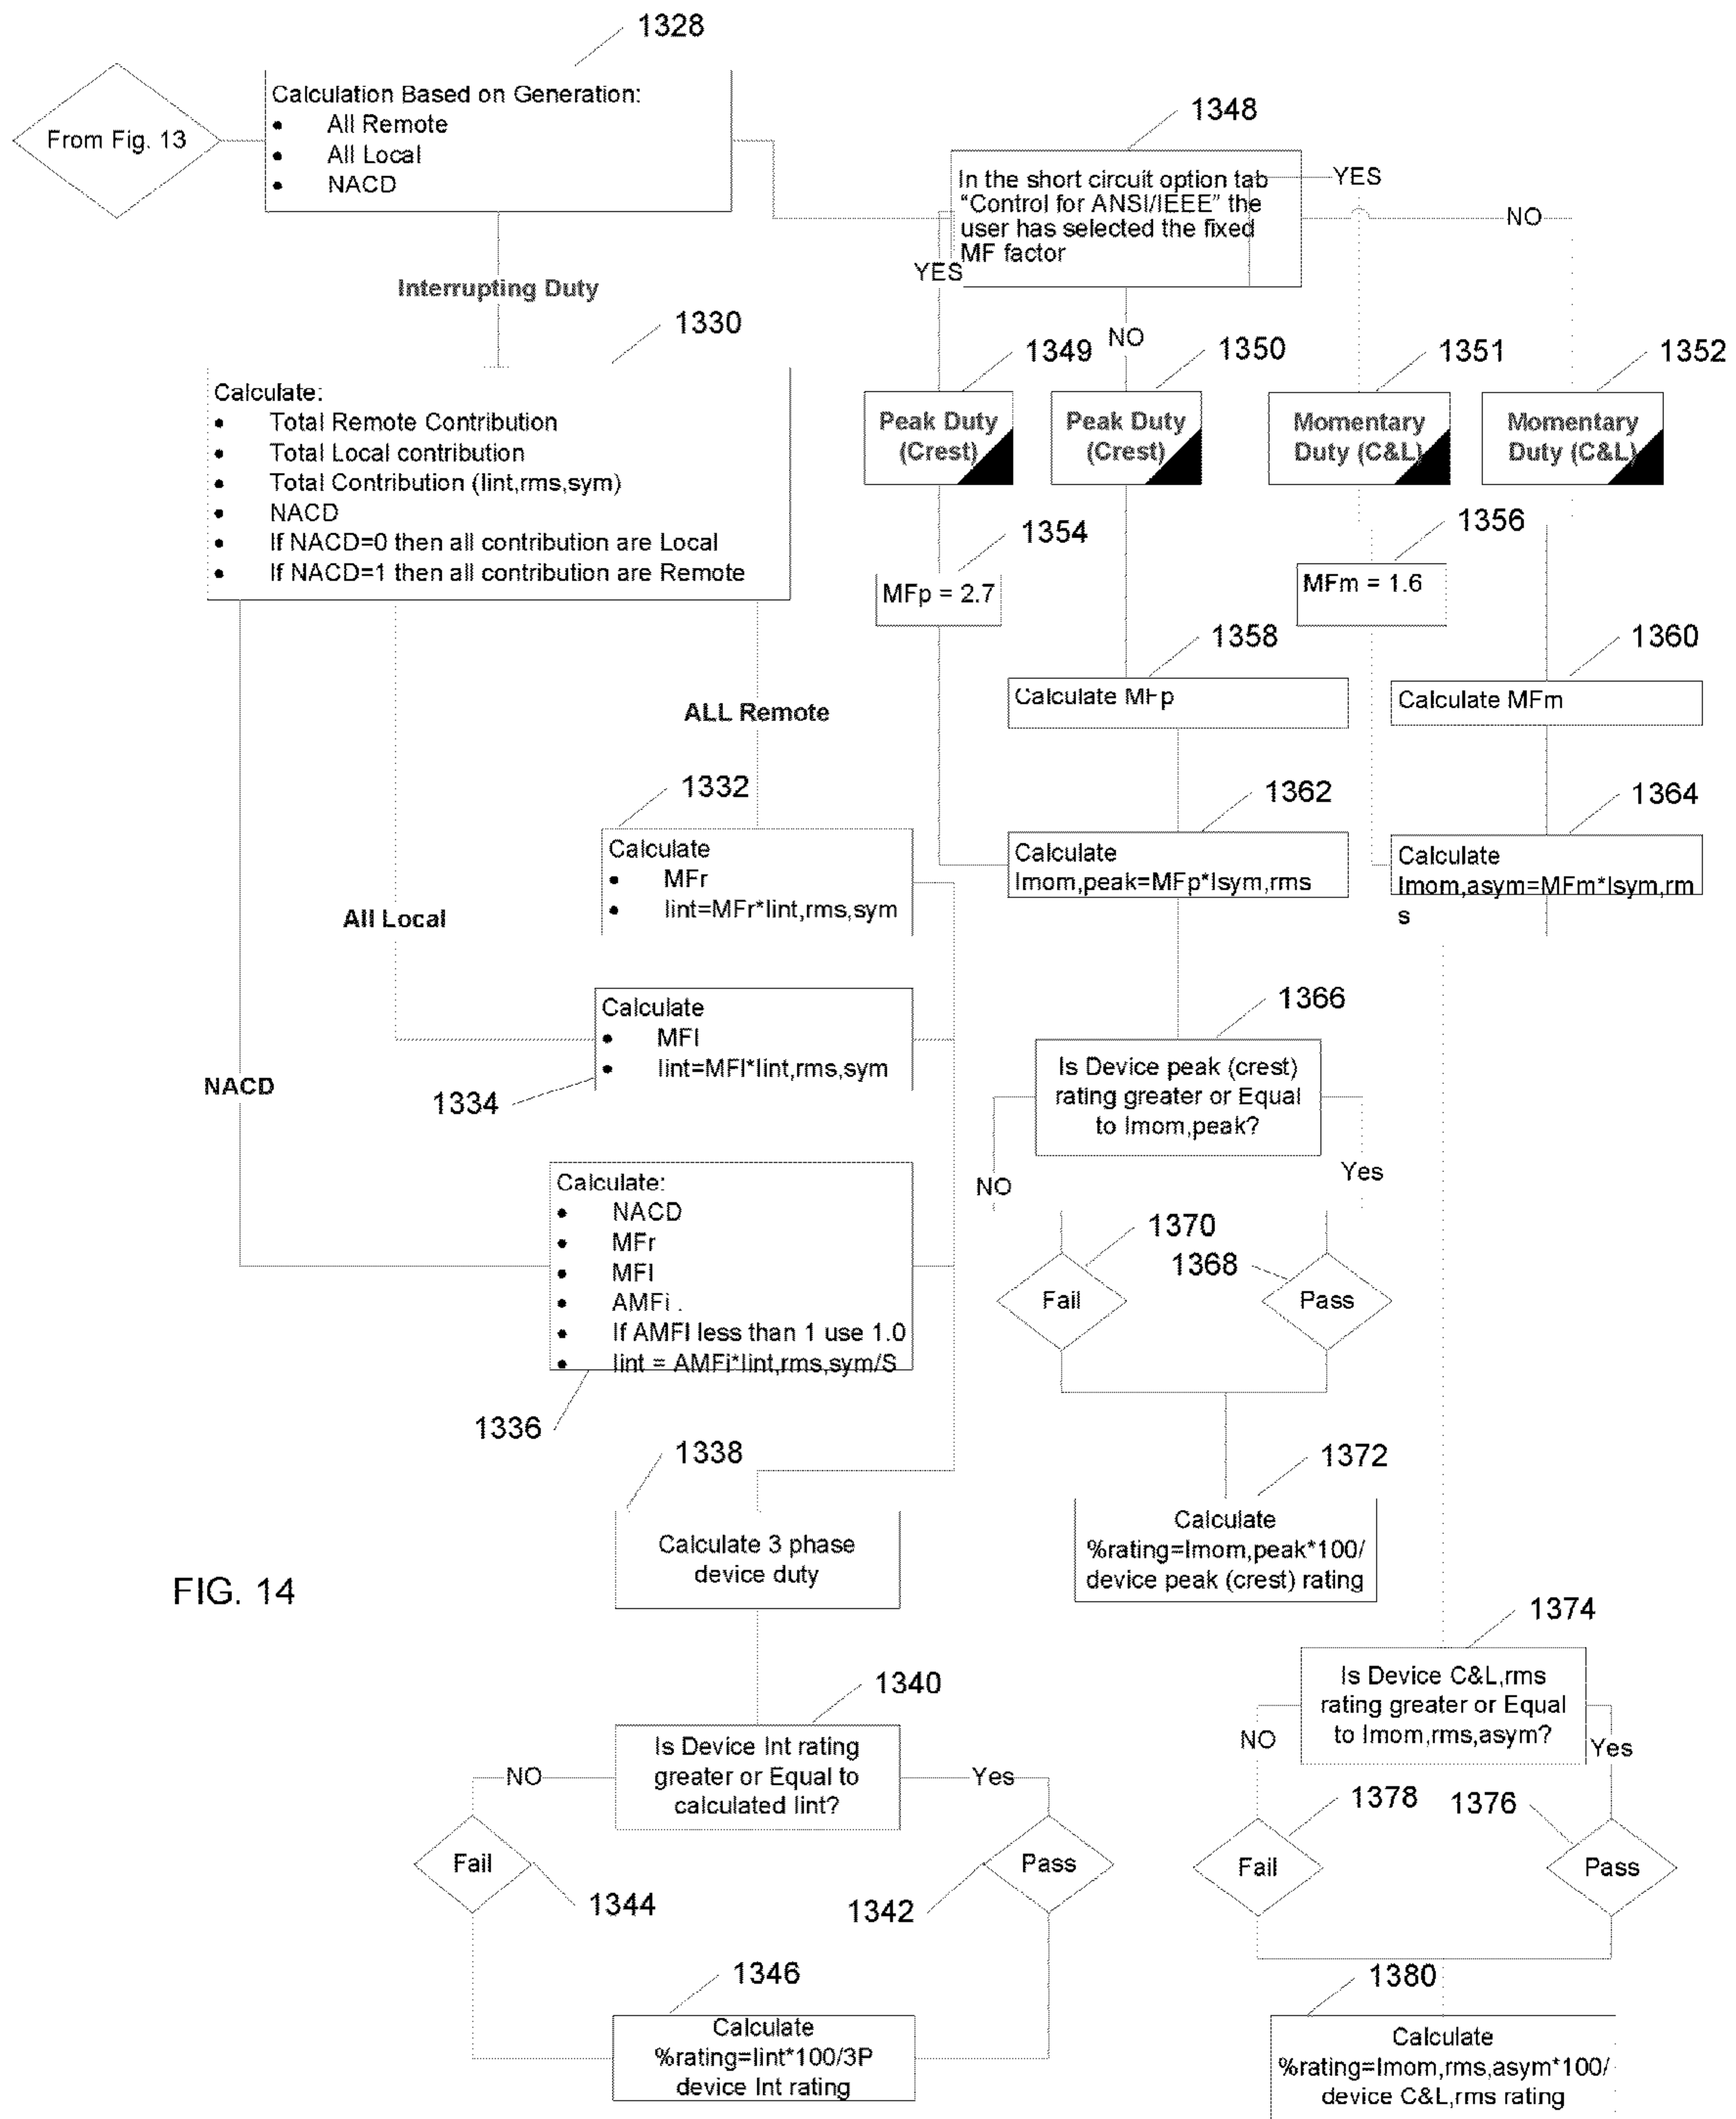 1328
From Fig. 13
Calculation Based on Generation:
• All Remote
• All Local
• NACD
1348
In the short circuit option tab
“Control for ANSI/IEEE” the
user has selected the fixed
MF factor
YES
NO
YES
NO
Interrupting Duty
1330
Calculate:
• Total Remote Contribution
• Total Local contribution
• Total Contribution (Iint,rms,sym)
• NACD
• If NACD=0 then all contribution are Local
• If NACD=1 then all contribution are Remote
1349
1350
1351
1352
Peak Duty
(Crest)
Peak Duty
(Crest)
Momentary
Duty (C&L)
Momentary
Duty (C&L)
1354
MFp = 2.7
1356
MFm = 1.6
1358
Calculate MFp
1360
Calculate MFm
ALL Remote
1332
Calculate
• MFr
• Iint=MFr*Iint,rms,sym
1362
Calculate
Imom,peak=MFp*Isym,rms
1364
Calculate
Imom,asym=MFm*Isym,rm
s
All Local
Calculate
• MFl
• Iint=MFl*Iint,rms,sym
1334
NACD
1366
Is Device peak (crest)
rating greater or Equal
to Imom,peak?
NO
Yes
Calculate:
• NACD
• MFr
• MFl
• AMFi .
• If AMFI less than 1 use 1.0
• Iint = AMFi*Iint,rms,sym/S
1336
1370
Fail
1368
Pass
1338
Calculate 3 phase
device duty
1372
Calculate
%rating=Imom,peak*100/
device peak (crest) rating
FIG. 14
1374
Is Device C&L,rms
rating greater or Equal
to Imom,rms,asym?
NO
Yes
1340
Is Device Int rating
greater or Equal to
calculated Iint?
NO
Yes
Fail
1344
Pass
1342
1378
Fail
1376
Pass
1346
Calculate
%rating=Iint*100/3P
device Int rating
1380
Calculate
%rating=Imom,rms,asym*100/
device C&L,rms rating